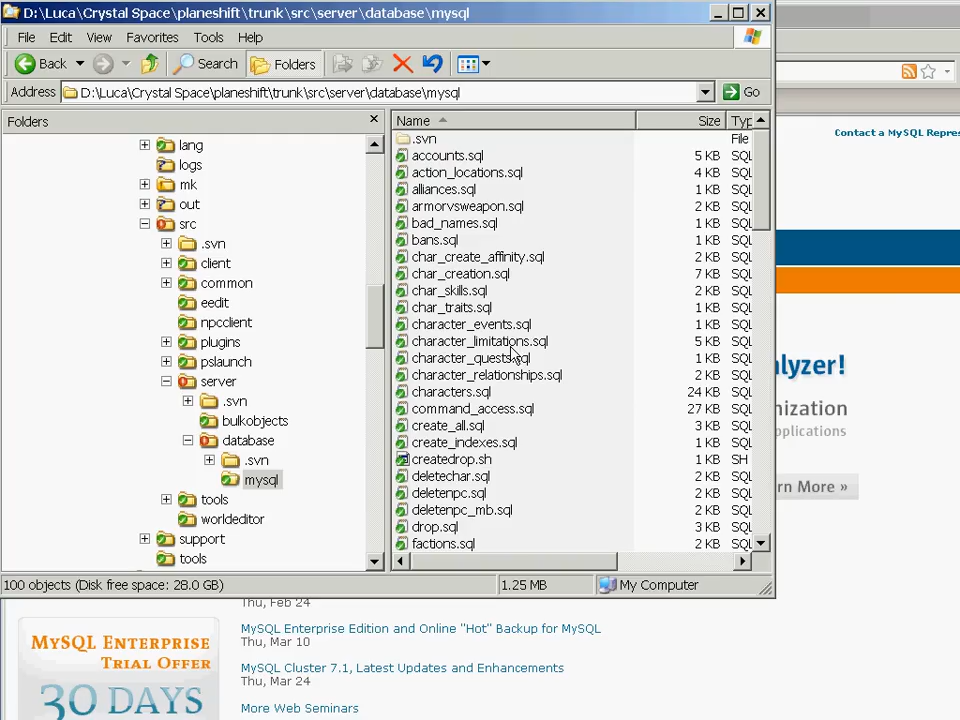 D:\Luca\Crystal Space\planeshift\trunk\src\server\database\mysql
File Edit View Favorites Tools Help
Back Search Folders
Address D:\Luca\Crystal Space\planeshift\trunk\src\server\database\mysql Go
Folders
lang
logs
mk
out
src
.svn
client
common
eedit
npcclient
plugins
pslaunch
server
.svn
bulkobjects
database
.svn
mysql
tools
worldeditor
support
tools
Name Size Typ
.svn File
accounts.sql 5 KB SQL
action_locations.sql 4 KB SQL
alliances.sql 1 KB SQL
armorvsweapon.sql 2 KB SQL
bad_names.sql 1 KB SQL
bans.sql 1 KB SQL
char_create_affinity.sql 2 KB SQL
char_creation.sql 7 KB SQL
char_skills.sql 2 KB SQL
char_traits.sql 1 KB SQL
character_events.sql 1 KB SQL
character_limitations.sql 5 KB SQL
character_quests.sql 1 KB SQL
character_relationships.sql 2 KB SQL
characters.sql 24 KB SQL
command_access.sql 27 KB SQL
create_all.sql 3 KB SQL
create_indexes.sql 1 KB SQL
createdrop.sh 1 KB SH
deletechar.sql 2 KB SQL
deletenpc.sql 2 KB SQL
deletenpc_mb.sql 2 KB SQL
drop.sql 3 KB SQL
factions.sql 2 KB SQL
100 objects (Disk free space: 28.0 GB) 1.25 MB My Computer
Contact a MySQL Repres
lyzer!
nization
pplications
rn More »
Thu, Feb 24
MySQL Enterprise Edition and Online "Hot" Backup for MySQL
Thu, Mar 10
MySQL Cluster 7.1, Latest Updates and Enhancements
Thu, Mar 24
More Web Seminars
MySQL Enterprise
Trial Offer
30 DAYS